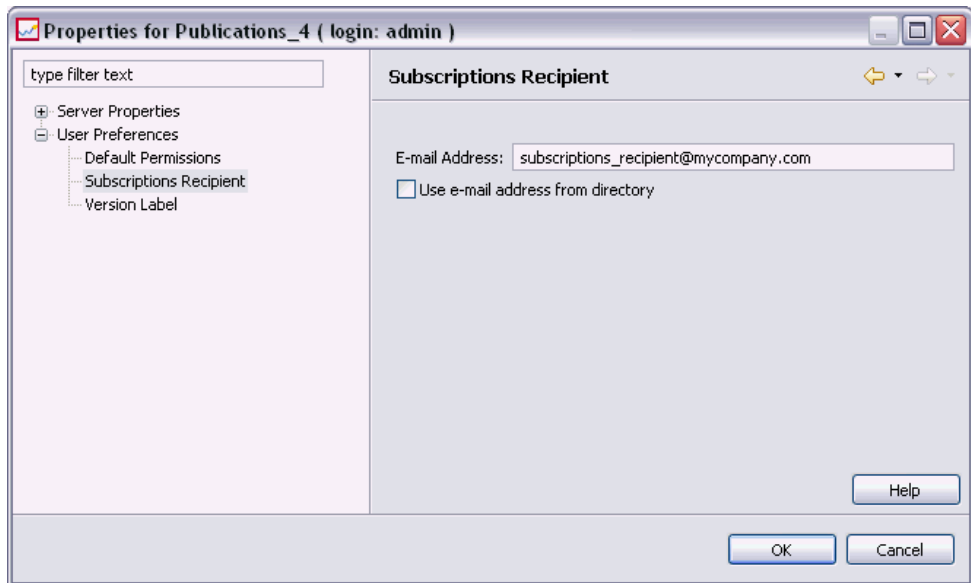 Properties for Publications_4 ( login: admin )
type filter text
Subscriptions Recipient
Server Properties
User Preferences
Default Permissions
Subscriptions Recipient
Version Label
E-mail Address: subscriptions_recipient@mycompany.com
Use e-mail address from directory
Help
OK Cancel